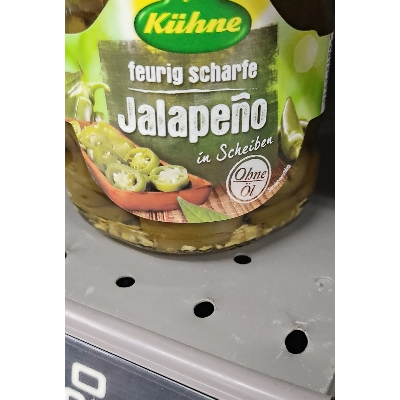 Kühne
feurig scharfe
Jalapeño
in Scheiben
Ohne
Öl